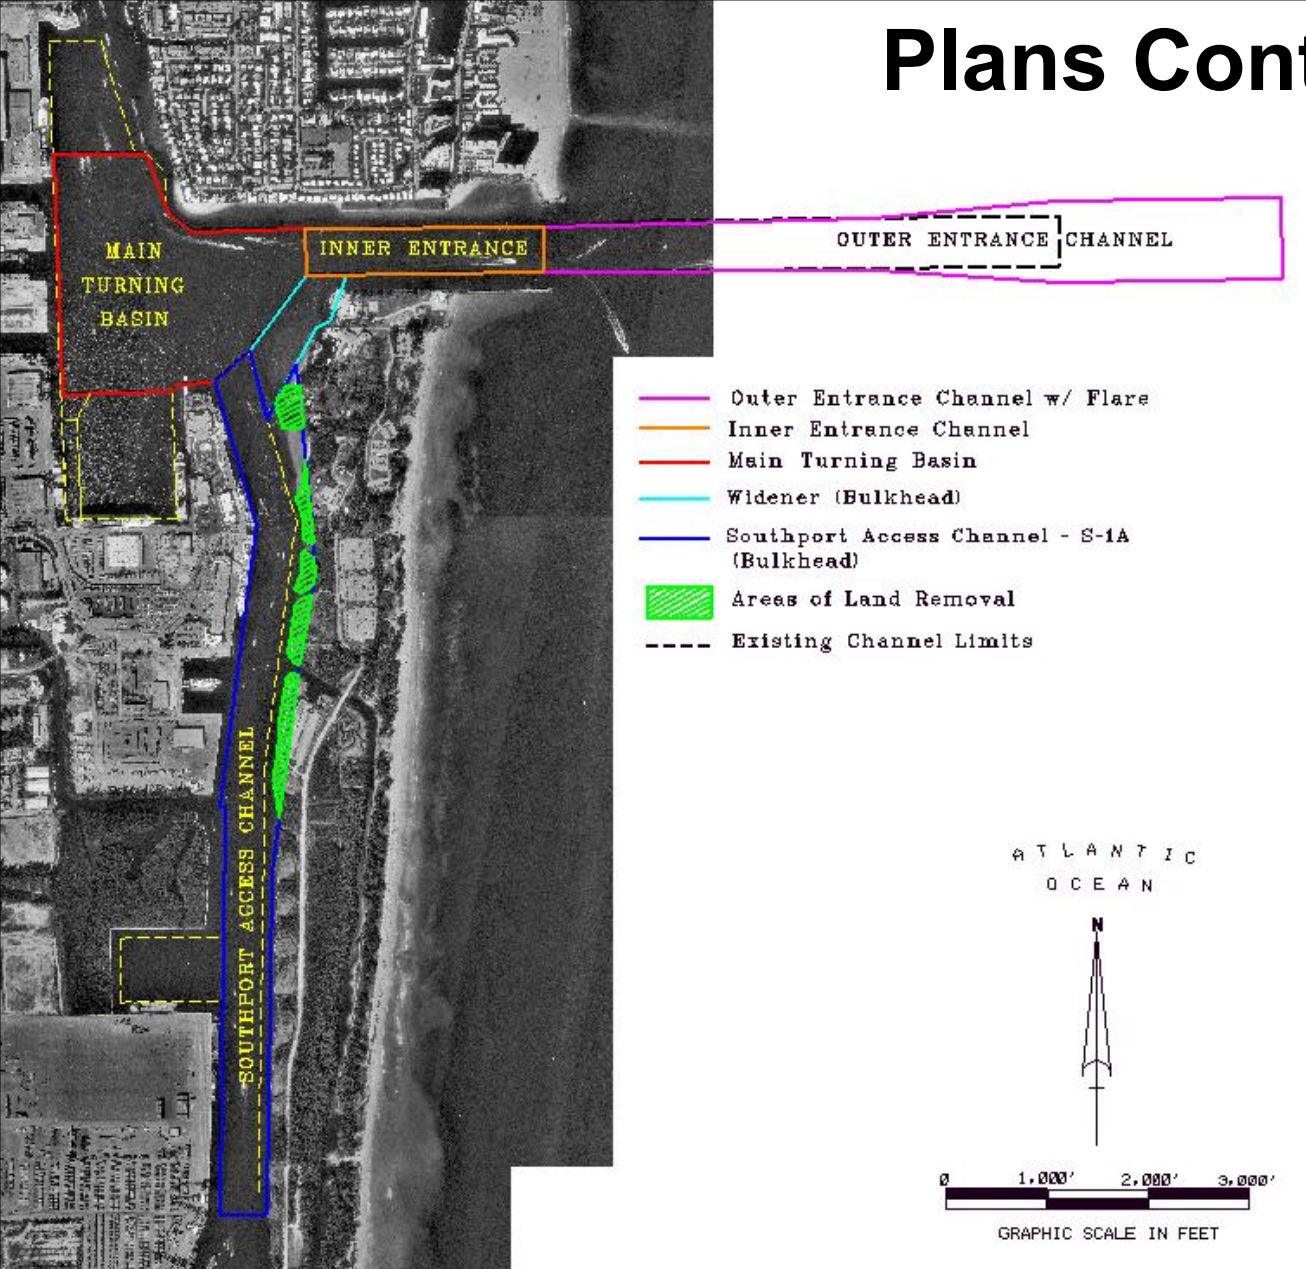 Plans Cont
INNER ENTRANCE
OUTER ENTRANCE CHANNEL
MAIN
TURNING
BASIN
Outer Entrance Channel w/ Flare
Inner Entrance Channel
Main Turning Basin
Widener (Bulkhead)
Southport Access Channel - S-1A
(Bulkhead)
Areas of Land Removal
Existing Channel Limits
SOUTHPORT ACCESS CHANNEL
ATLANTIC
OCEAN
N
0 1,000' 2,000' 3,000'
GRAPHIC SCALE IN FEET